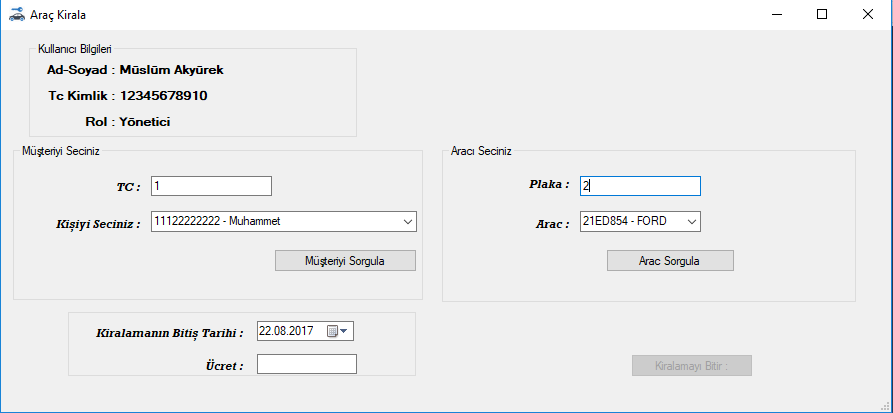 Araç Kirala
Kullanıcı Bilgileri
Ad-Soyad : Müslüm Akyürek
Tc Kimlik : 12345678910
Rol : Yönetici
Müşteriyi Seciniz
TC : 1
Kişiyi Seciniz : 11122222222 - Muhammet
Müşteriyi Sorgula
Aracı Seciniz
Plaka : 2
Arac : 21ED854 - FORD
Arac Sorgula
Kiralamanın Bitiş Tarihi : 22.08.2017
Ücret :
Kiralamayı Bitir :